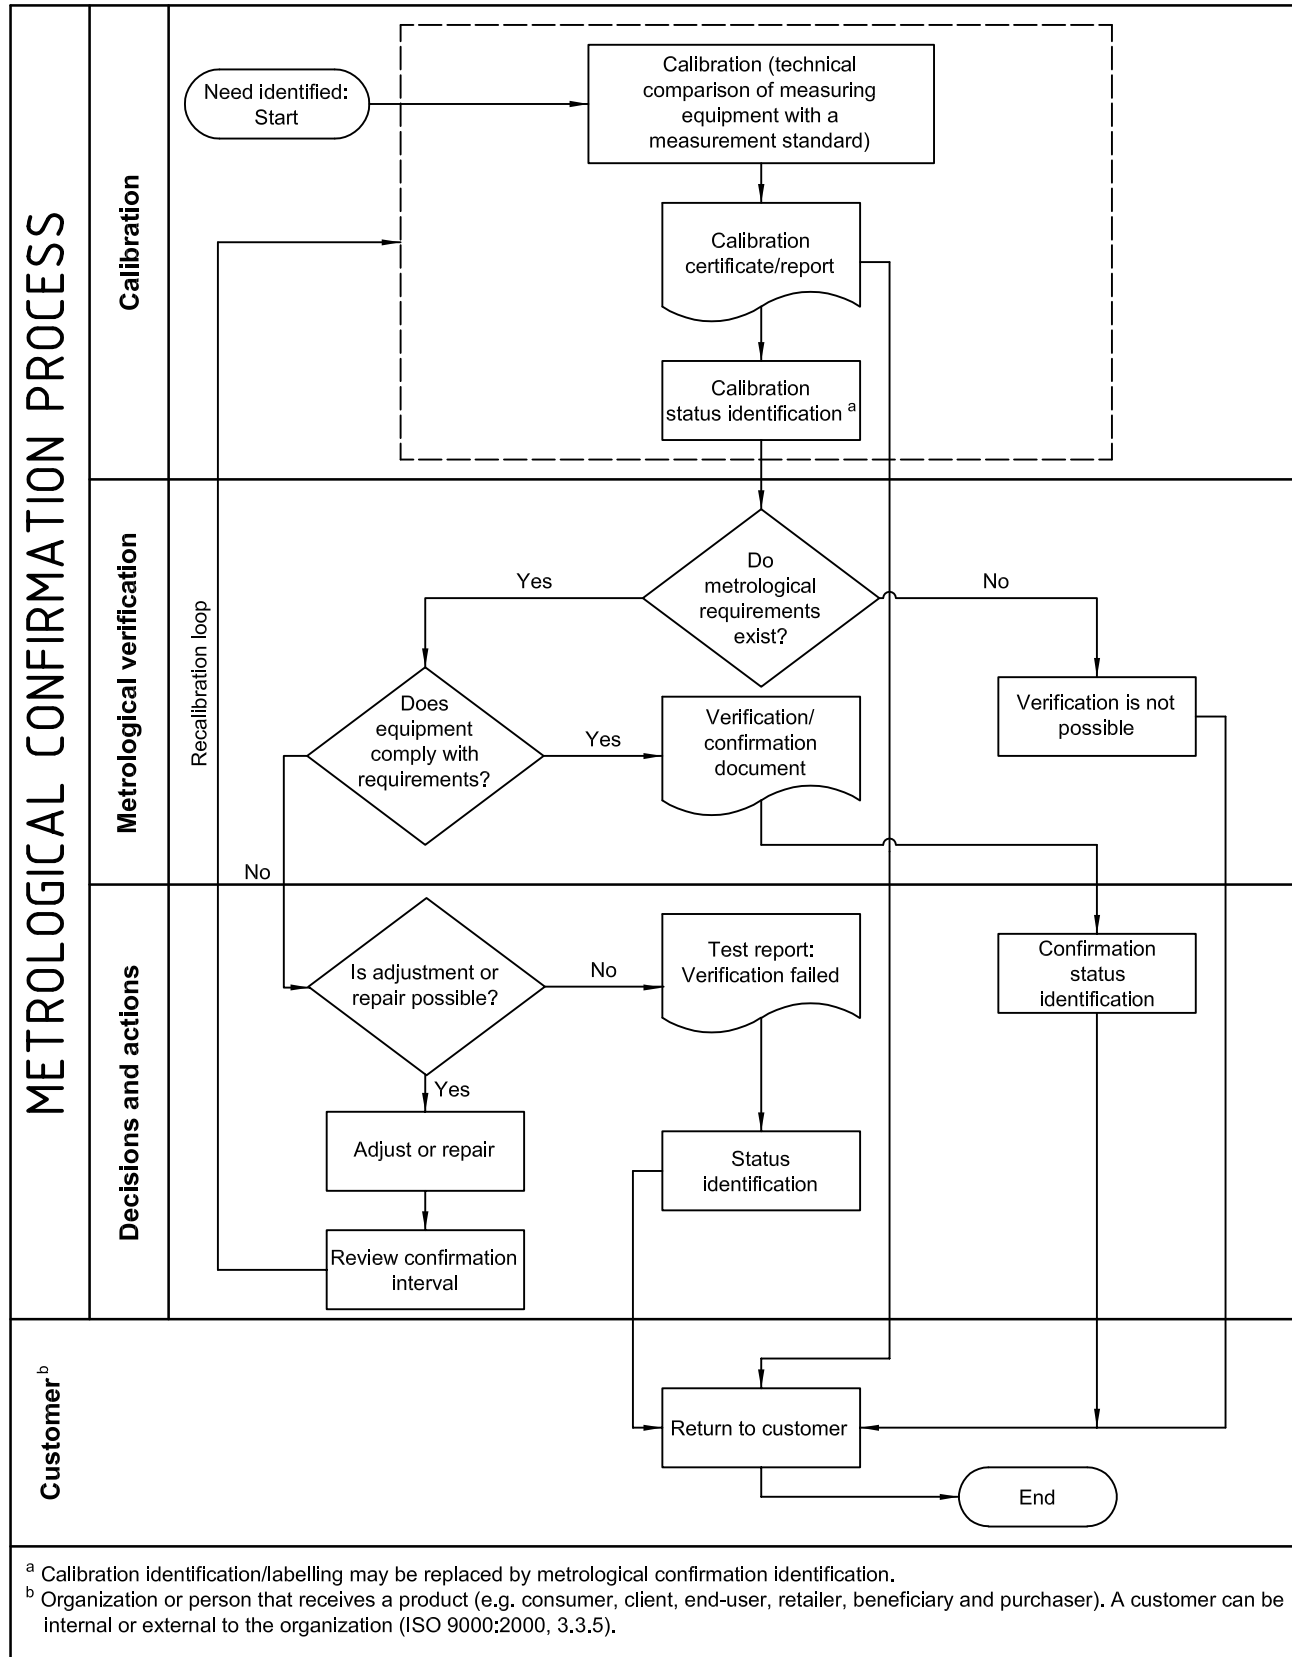 METROLOGICAL CONFIRMATION PROCESS
Calibration
Need identified:
Start
Calibration (technical
comparison of measuring
equipment with a
measurement standard)
Calibration
certificate/report
Calibration
status identification a
Recalibration loop
Metrological verification
Do
metrological
requirements
exist?
Yes
No
Does
equipment
comply with
requirements?
Yes
Verification/
confirmation
document
Verification is not
possible
No
Decisions and actions
Is adjustment or
repair possible?
No
Test report:
Verification failed
Confirmation
status
identification
Yes
Adjust or repair
Status
identification
Review confirmation
interval
Customer b
Return to customer
End
a Calibration identification/labelling may be replaced by metrological confirmation identification.
b Organization or person that receives a product (e.g. consumer, client, end-user, retailer, beneficiary and purchaser). A customer can be
internal or external to the organization (ISO 9000:2000, 3.3.5).